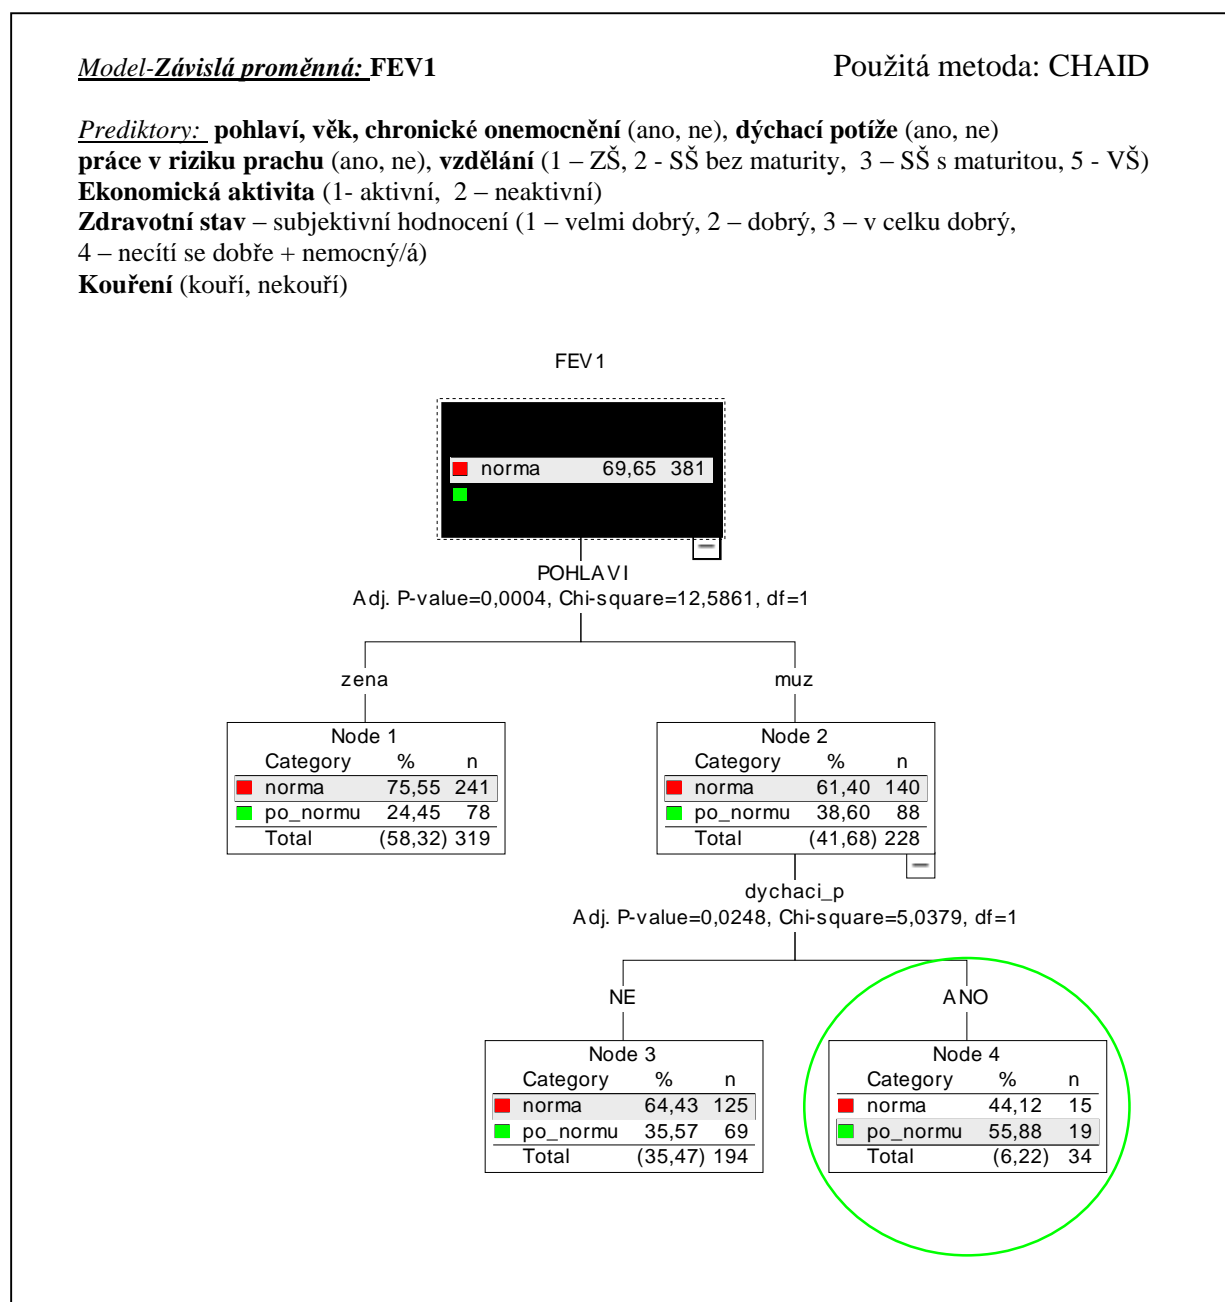 Model-Závislá proměnná: FEV1 Použitá metoda: CHAID
Prediktory: pohlaví, věk, chronické onemocnění (ano, ne), dýchací potíže (ano, ne)
práce v riziku prachu (ano, ne), vzdělání (1 – ZŠ, 2 - SŠ bez maturity, 3 – SŠ s maturitou, 5 - VŠ)
Ekonomická aktivita (1- aktivní, 2 – neaktivní)
Zdravotní stav – subjektivní hodnocení (1 – velmi dobrý, 2 – dobrý, 3 – v celku dobrý,
4 – necítí se dobře + nemocný/á)
Kouření (kouří, nekouří)
FEV1
norma 69,65 381
POHLAVI
Adj. P-value=0,0004, Chi-square=12,5861, df=1
zena
muz
Node 1
Category % n
norma 75,55 241
po_normu 24,45 78
Total (58,32) 319
Node 2
Category % n
norma 61,40 140
po_normu 38,60 88
Total (41,68) 228
dychaci_p
Adj. P-value=0,0248, Chi-square=5,0379, df=1
NE
ANO
Node 3
Category % n
norma 64,43 125
po_normu 35,57 69
Total (35,47) 194
Node 4
Category % n
norma 44,12 15
po_normu 55,88 19
Total (6,22) 34